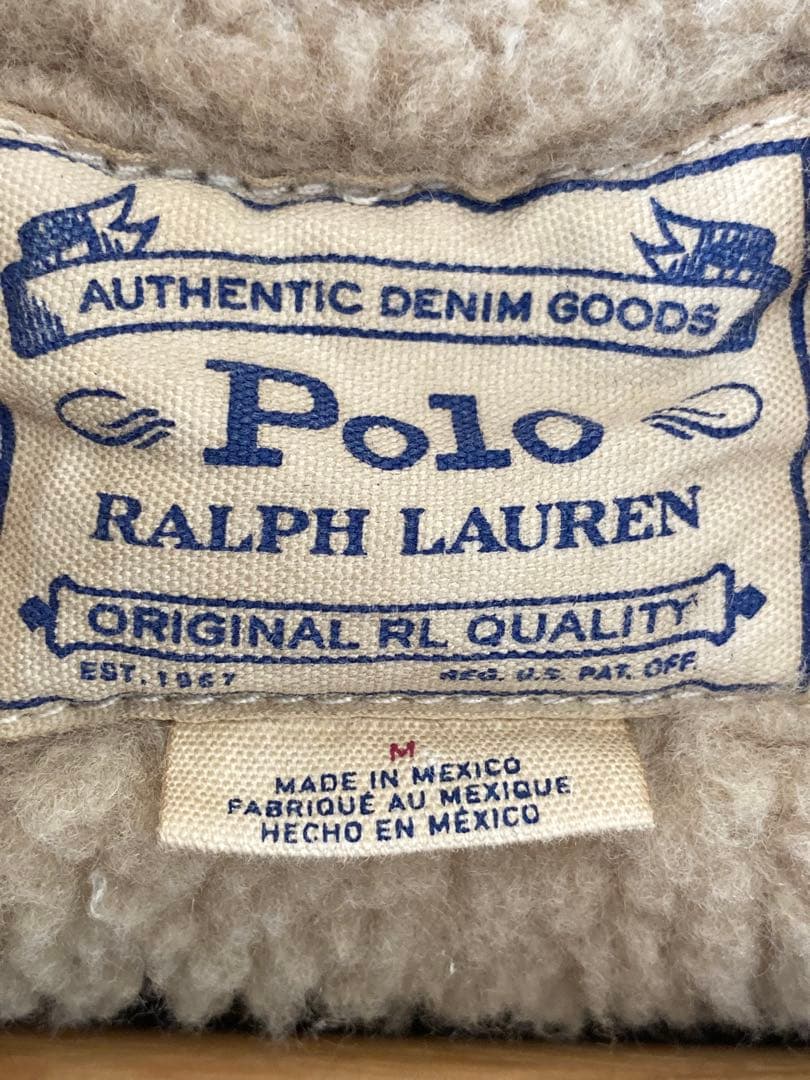 AUTHENTIC DENIM GOODS
Polo
RALPH LAUREN
ORIGINAL RL QUALITY
EST. 1967
REG. U.S. PAT. OFF.
M
MADE IN MEXICO
FABRIQUÉ AU MEXIQUE
HECHO EN MÉXICO